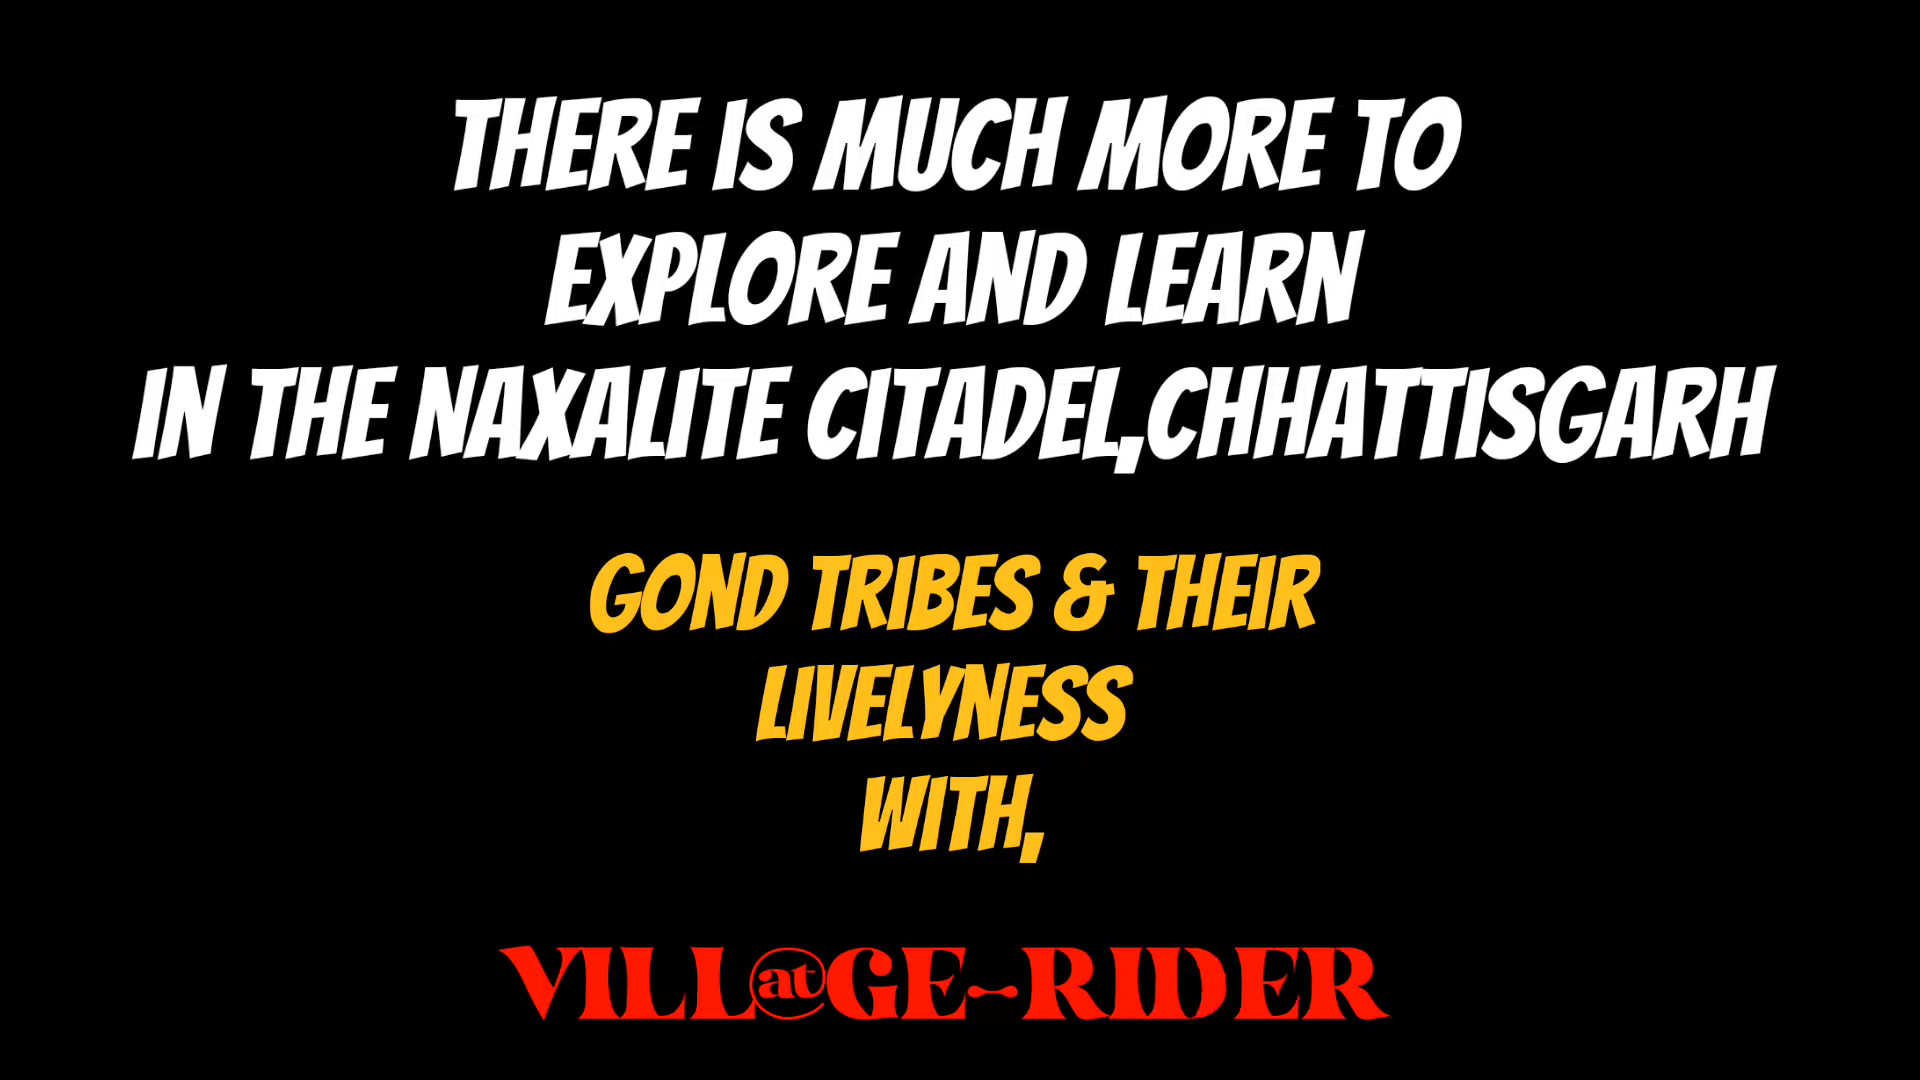 THERE IS MUCH MORE TO
EXPLORE AND LEARN
IN THE NAXALITE CITADEL,CHHATTISGARH
GOND TRIBES & THEIR
LIVELYNESS
WITH,
VILL@GE-RIDER